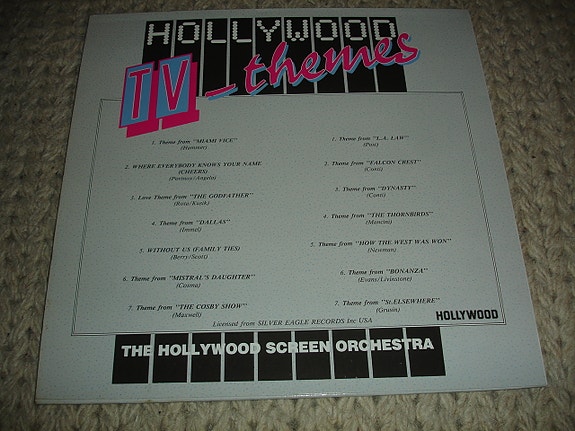 HOLLYWOOD
TV-themes
1. Theme from "MIAMI VICE"
(Hammer)
2. WHERE EVERYBODY KNOWS YOUR NAME
(CHEERS)
(Portnoy/Angelo)
3. Love Theme from "THE GODFATHER"
(Rota/Kusik)
4. Theme from "DALLAS"
(Immel)
5. WITHOUT US (FAMILY TIES)
(Berry/Scott)
6. Theme from "MISTRAL'S DAUGHTER"
(Cosma)
7. Theme from "THE COSBY SHOW"
(Maxwell)
1. Theme from "L.A. LAW"
(Post)
2. Theme from "FALCON CREST"
(Conti)
3. Theme from "DYNASTY"
(Conti)
4. Theme from "THE THORNBIRDS"
(Mancini)
5. Theme from "HOW THE WEST WAS WON"
(Newman)
6. Theme from "BONANZA"
(Evans/Livinstone)
7. Theme from "St.ELSEWHERE"
(Grusin)
Licensed from SILVER EAGLE RECORDS Inc USA
HOLLYWOOD
THE HOLLYWOOD SCREEN ORCHESTRA